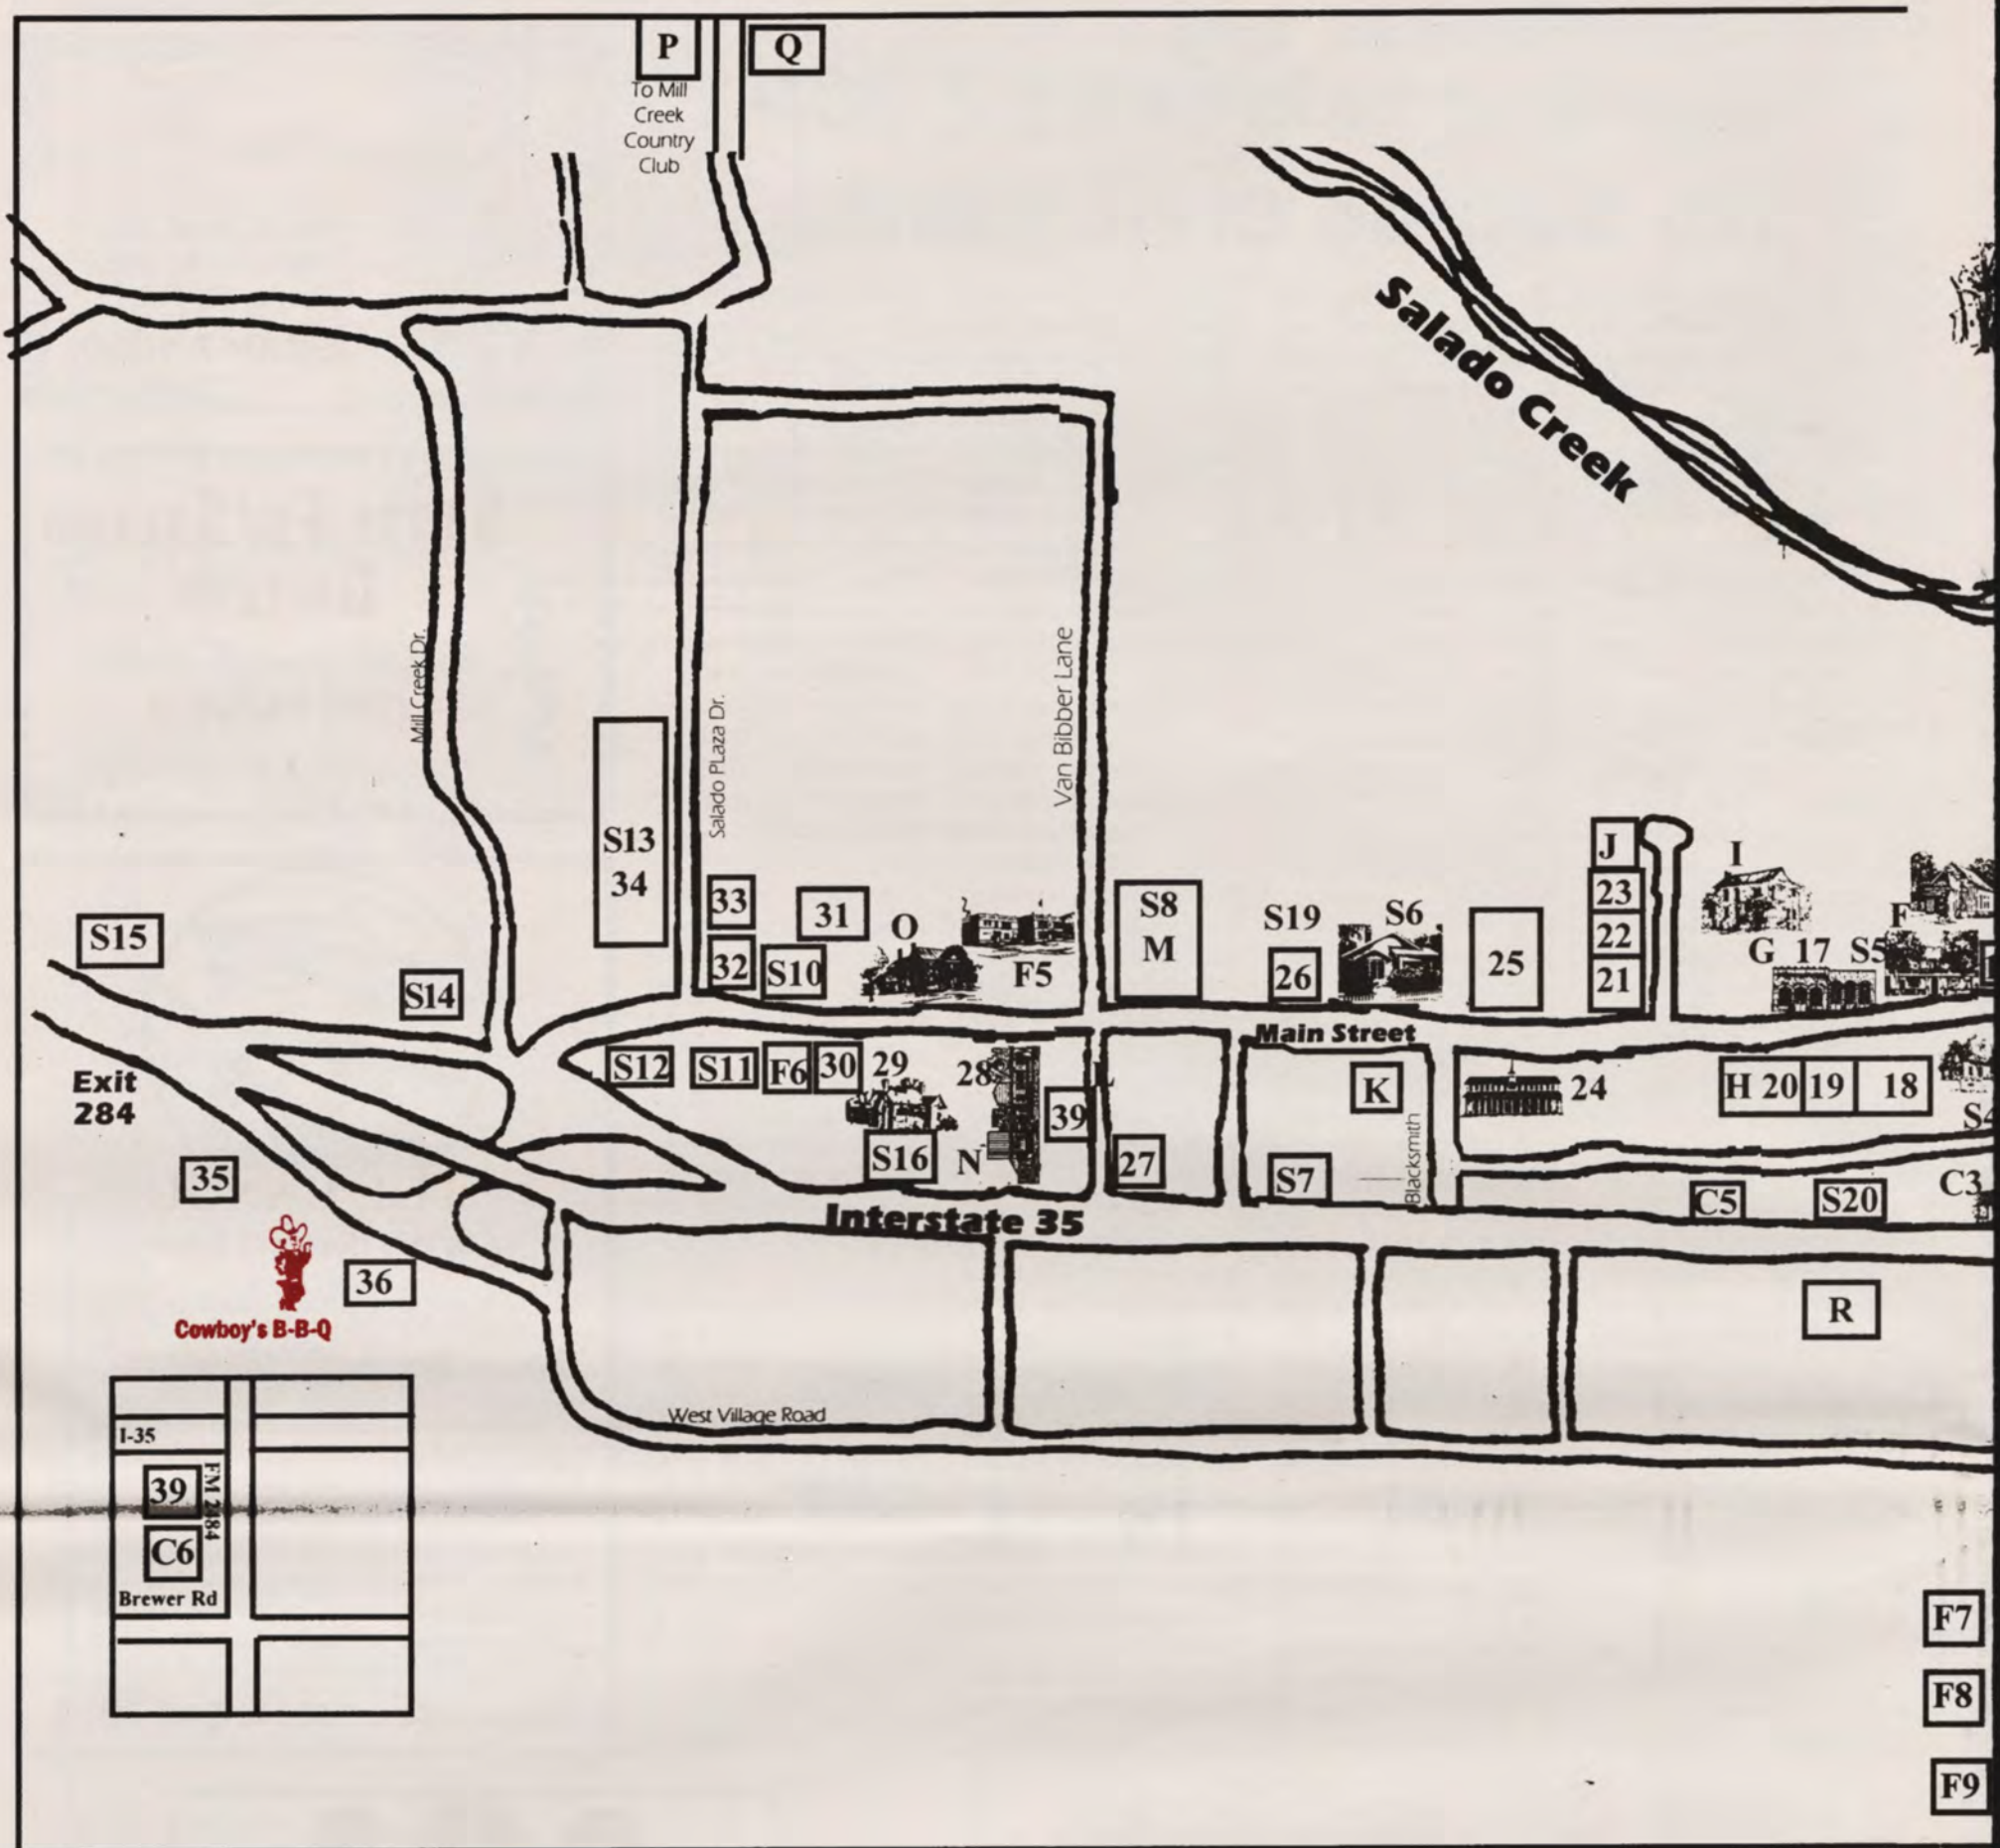 P
Q
To Mill
Creek
Country
Club
Salado Creek
Mill Creek Dr.
Salado Plaza Dr.
Van Bibber Lane
S13
34
33
32
31
S10
O
F5
S8
M
S19
26
S6
25
J
23
22
21
I
F
G 17 S5
S15
S14
Main Street
S12
S11
F6
30
29
28
39
L
K
Blacksmith
24
H 20
19
18
S4
S16
N
27
S7
C5
S20
C3
Exit
284
35
36
Cowboy's B-B-Q
Interstate 35
R
West Village Road
I-35
39
FM 2484
C6
Brewer Rd
F7
F8
F9